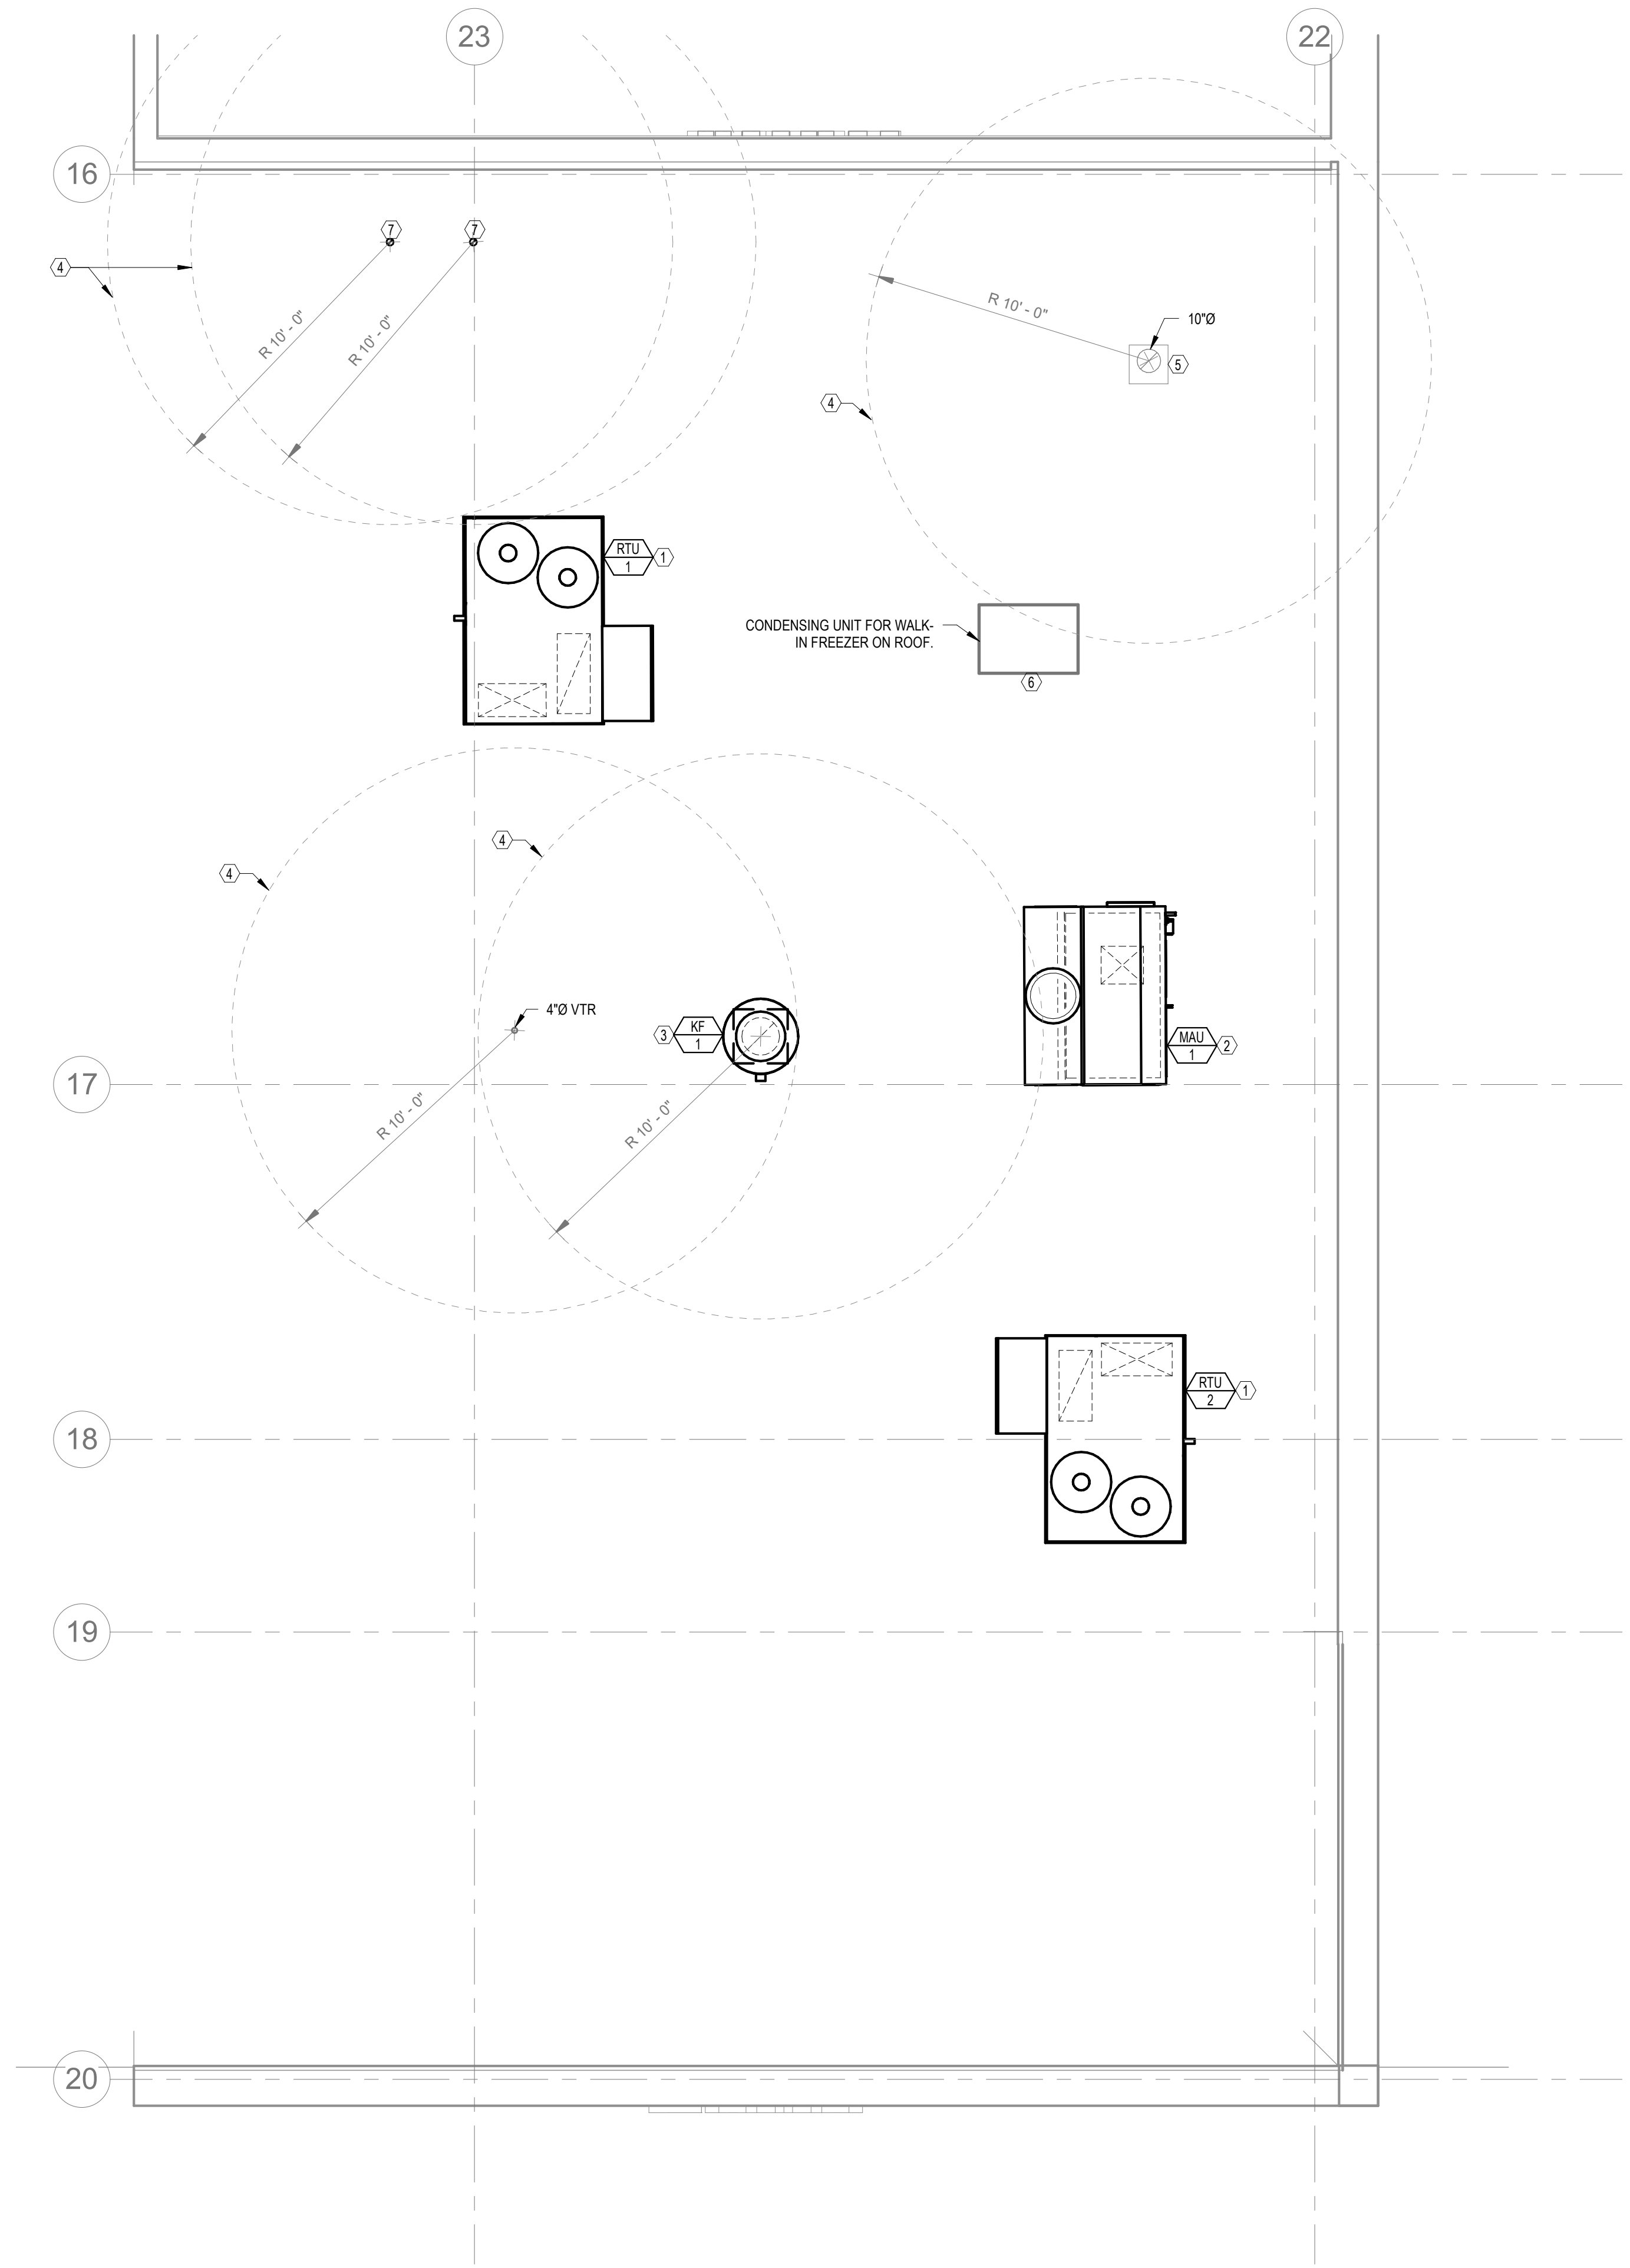 23
22
16
7
7
4
R 10' - 0"
R 10' - 0"
R 10' - 0"
10"Ø
5
4
RTU
1
1
CONDENSING UNIT FOR WALK-
IN FREEZER ON ROOF.
6
4
4
4"Ø VTR
3
KF
1
MAU
1
2
17
R 10' - 0"
R 10' - 0"
RTU
2
1
18
19
20